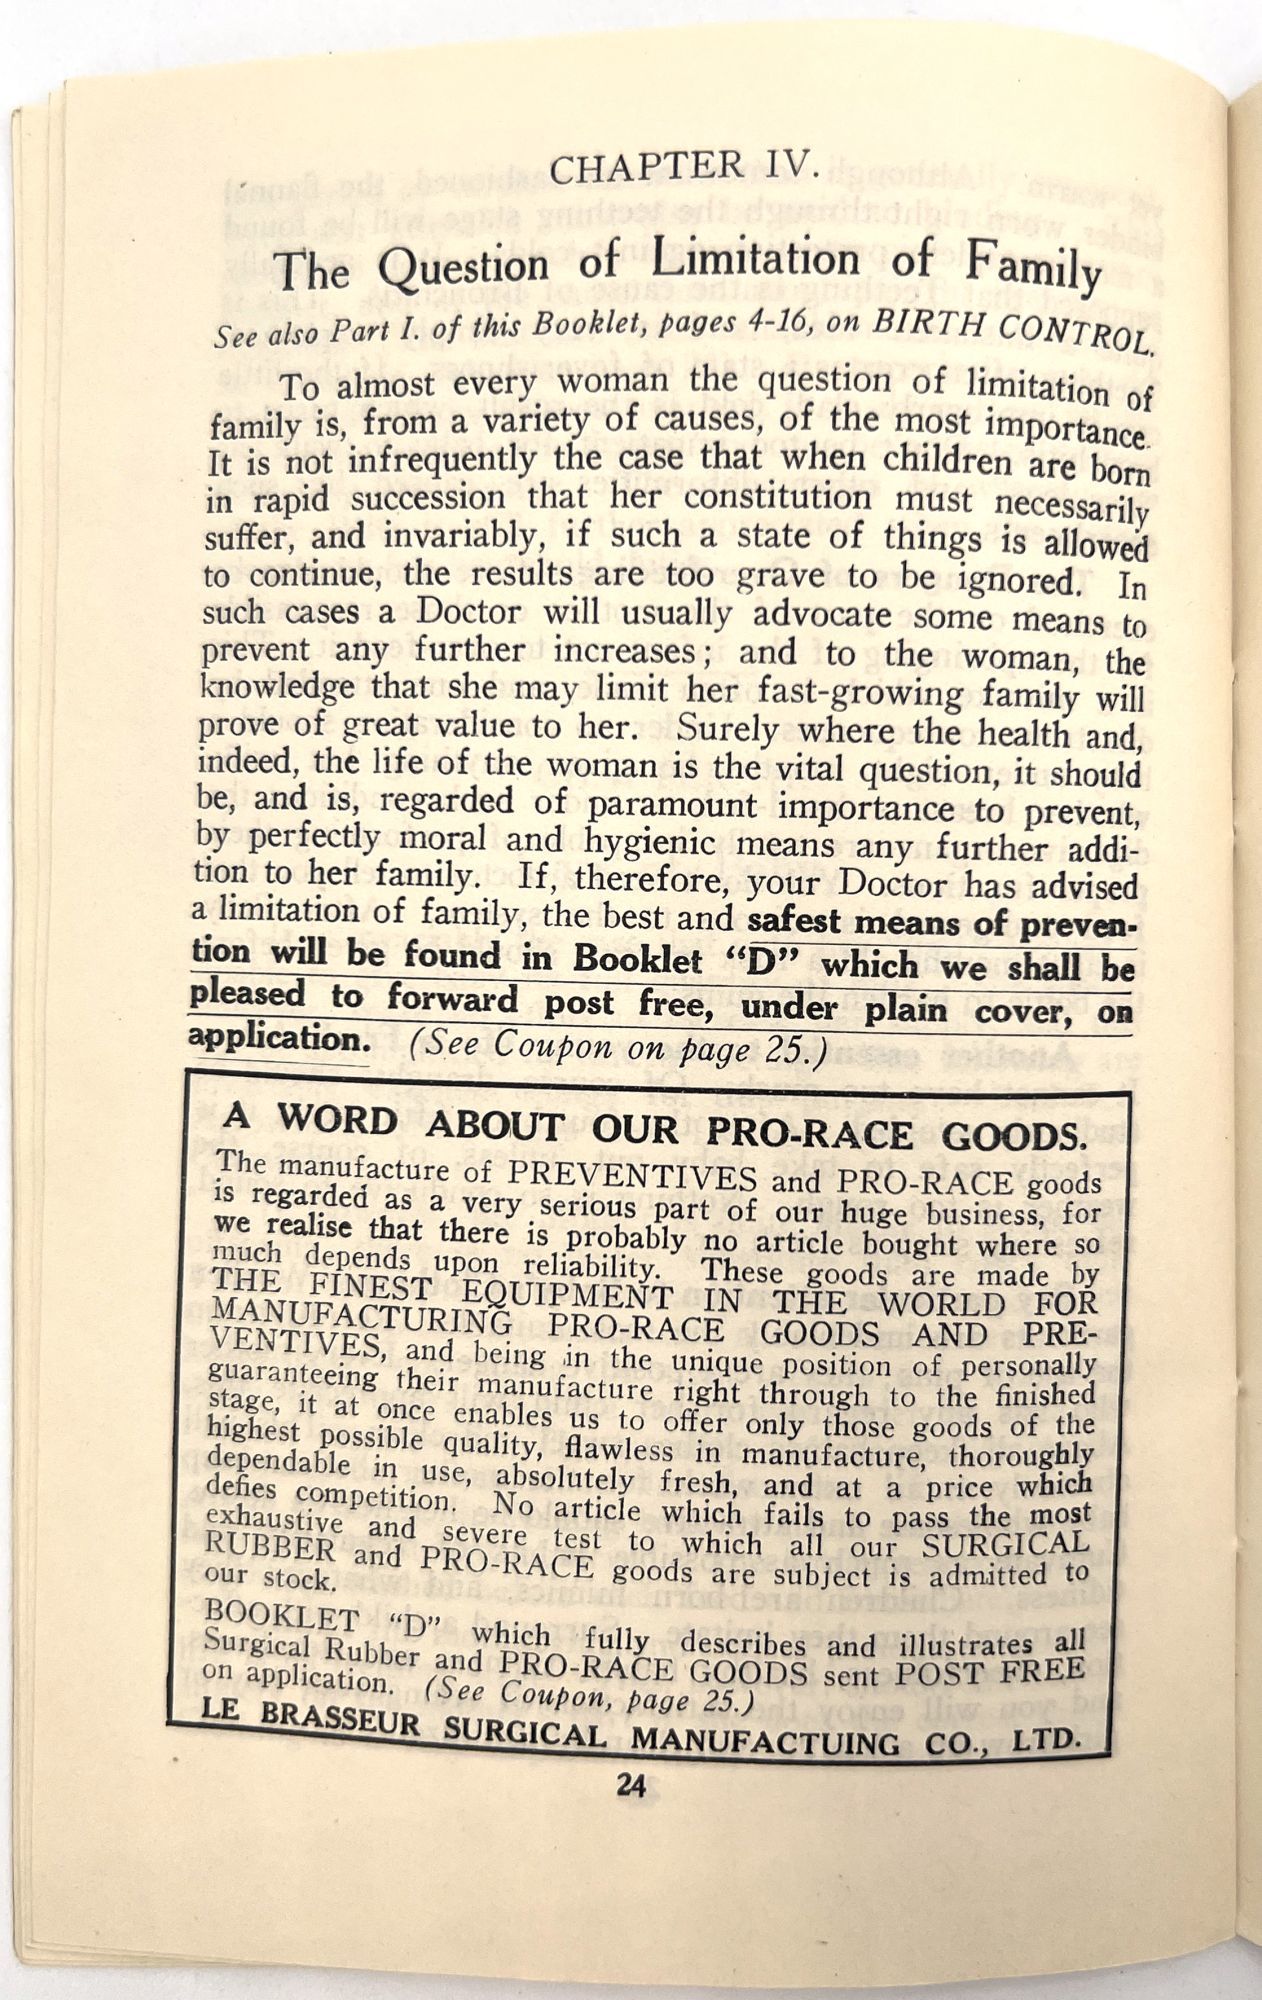 CHAPTER IV.
The Question of Limitation of Family
See also Part I. of this Booklet, pages 4-16, on BIRTH CONTROL.
To almost every woman the question of limitation of
family is, from a variety of causes, of the most importance.
It is not infrequently the case that when children are born
in rapid succession that her constitution must necessarily
suffer, and invariably, if such a state of things is allowed
to continue, the results are too grave to be ignored. In
such cases a Doctor will usually advocate some means to
prevent any further increases; and to the woman, the
knowledge that she may limit her fast-growing family will
prove of great value to her. Surely where the health and,
indeed, the life of the woman is the vital question, it should
be, and is, regarded of paramount importance to prevent,
by perfectly moral and hygienic means any further addi-
tion to her family. If, therefore, your Doctor has advised
a limitation of family, the best and safest means of preven-
tion will be found in Booklet “D” which we shall be
pleased to forward post free, under plain cover, on
application. (See Coupon on page 25.)
A WORD ABOUT OUR PRO-RACE GOODS.
The manufacture of PREVENTIVES and PRO-RACE goods
is regarded as a very serious part of our huge business, for
we realise that there is probably no article bought where so
much depends upon reliability. These goods are made by
THE FINEST EQUIPMENT IN THE WORLD FOR
MANUFACTURING PRO-RACE GOODS AND PRE-
VENTIVES, and being in the unique position of personally
guaranteeing their manufacture right through to the finished
stage, it at once enables us to offer only those goods of the
highest possible quality, flawless in manufacture, thoroughly
dependable in use, absolutely fresh, and at a price which
defies competition. No article which fails to pass the most
exhaustive and severe test to which all our SURGICAL
RUBBER and PRO-RACE goods are subject is admitted to
our stock.
BOOKLET “D” which fully describes and illustrates all
Surgical Rubber and PRO-RACE GOODS sent POST FREE
on application. (See Coupon, page 25.)
LE BRASSEUR SURGICAL MANUFACTUING CO., LTD.
24